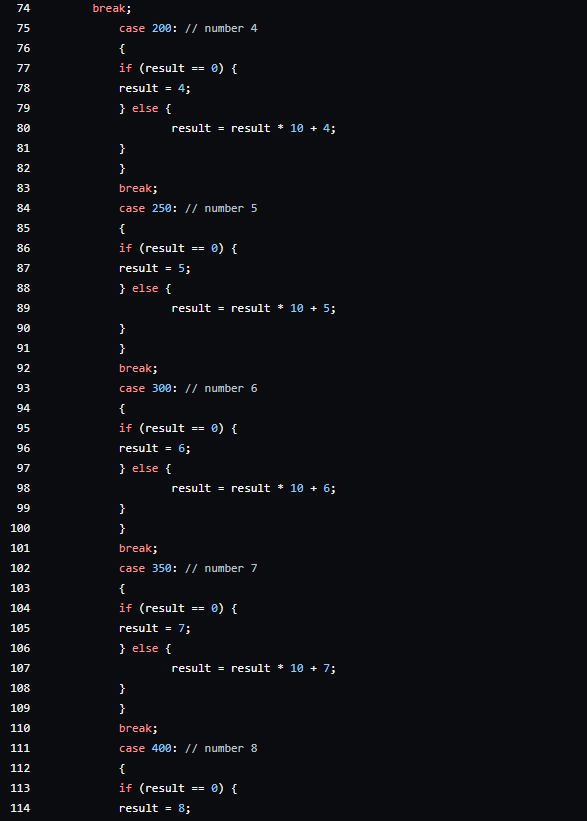 74 break;
75 case 200: // number 4
76 {
77 if (result == 0) {
78 result = 4;
79 } else {
80 result = result * 10 + 4;
81 }
82 }
83 break;
84 case 250: // number 5
85 {
86 if (result == 0) {
87 result = 5;
88 } else {
89 result = result * 10 + 5;
90 }
91 }
92 break;
93 case 300: // number 6
94 {
95 if (result == 0) {
96 result = 6;
97 } else {
98 result = result * 10 + 6;
99 }
100 }
101 break;
102 case 350: // number 7
103 {
104 if (result == 0) {
105 result = 7;
106 } else {
107 result = result * 10 + 7;
108 }
109 }
110 break;
111 case 400: // number 8
112 {
113 if (result == 0) {
114 result = 8;